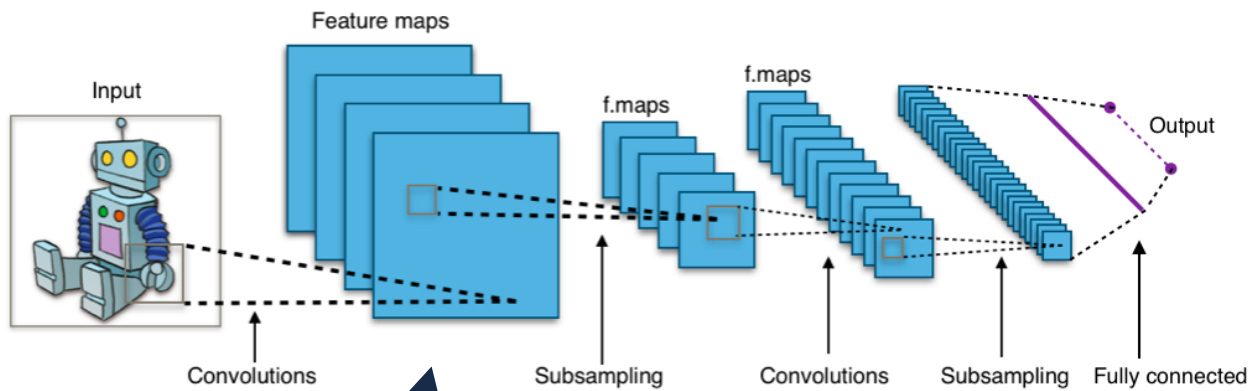 Feature maps
Input
f.maps
f.maps
Output
Convolutions
Subsampling
Convolutions
Subsampling
Fully connected